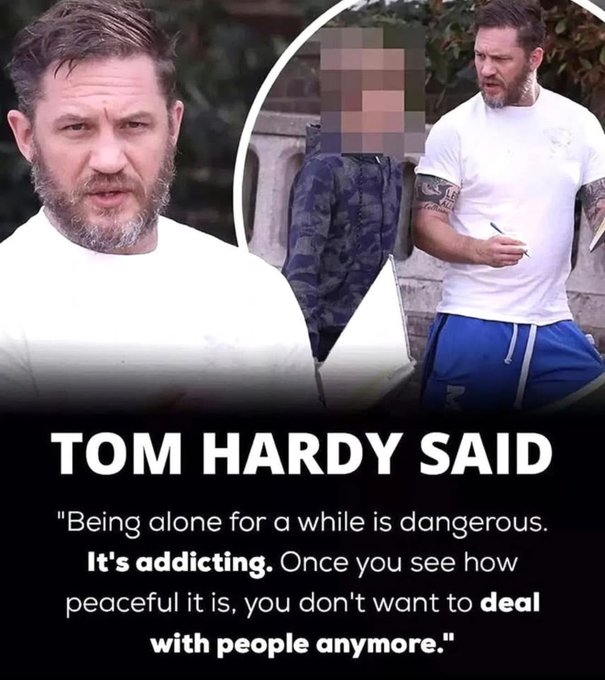 TOM HARDY SAID
"Being alone for a while is dangerous.
It's addicting. Once you see how
peaceful it is, you don't want to deal
with people anymore."